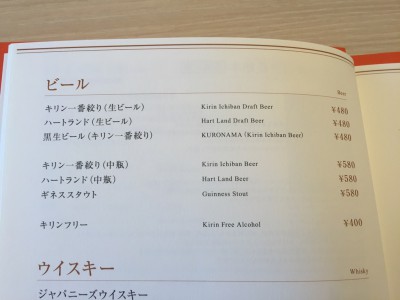 ビール Beer
キリン一番絞り(生ビール) Kirin Ichiban Draft Beer ¥480
ハートランド(生ビール) Hart Land Draft Beer ¥480
黒生ビール(キリン一番絞り) KURONAMA (Kirin Ichiban Beer) ¥480
キリン一番絞り(中瓶) Kirin Ichiban Beer ¥580
ハートランド(中瓶) Hart Land Beer ¥580
ギネススタウト Guinness Stout ¥580
キリンフリー Kirin Free Alcohol ¥400
ウイスキー Whisky
ジャパニーズウイスキー